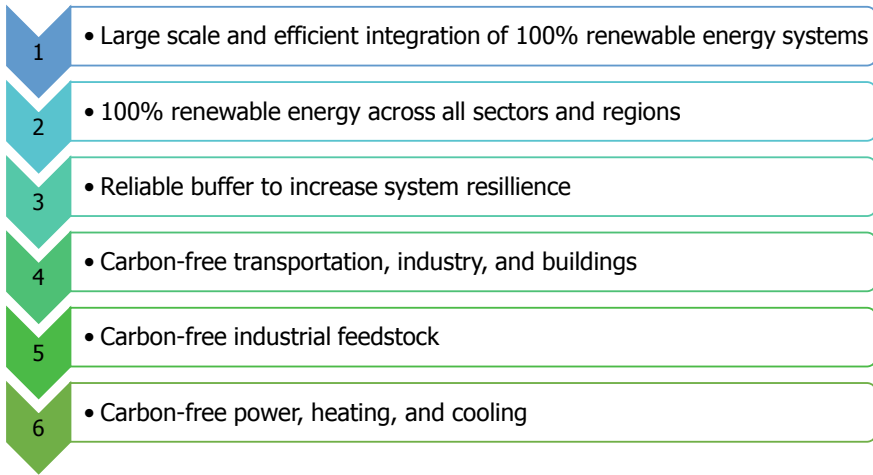 1
• Large scale and efficient integration of 100% renewable energy systems
2
• 100% renewable energy across all sectors and regions
3
• Reliable buffer to increase system resillience
4
• Carbon-free transportation, industry, and buildings
5
• Carbon-free industrial feedstock
6
• Carbon-free power, heating, and cooling